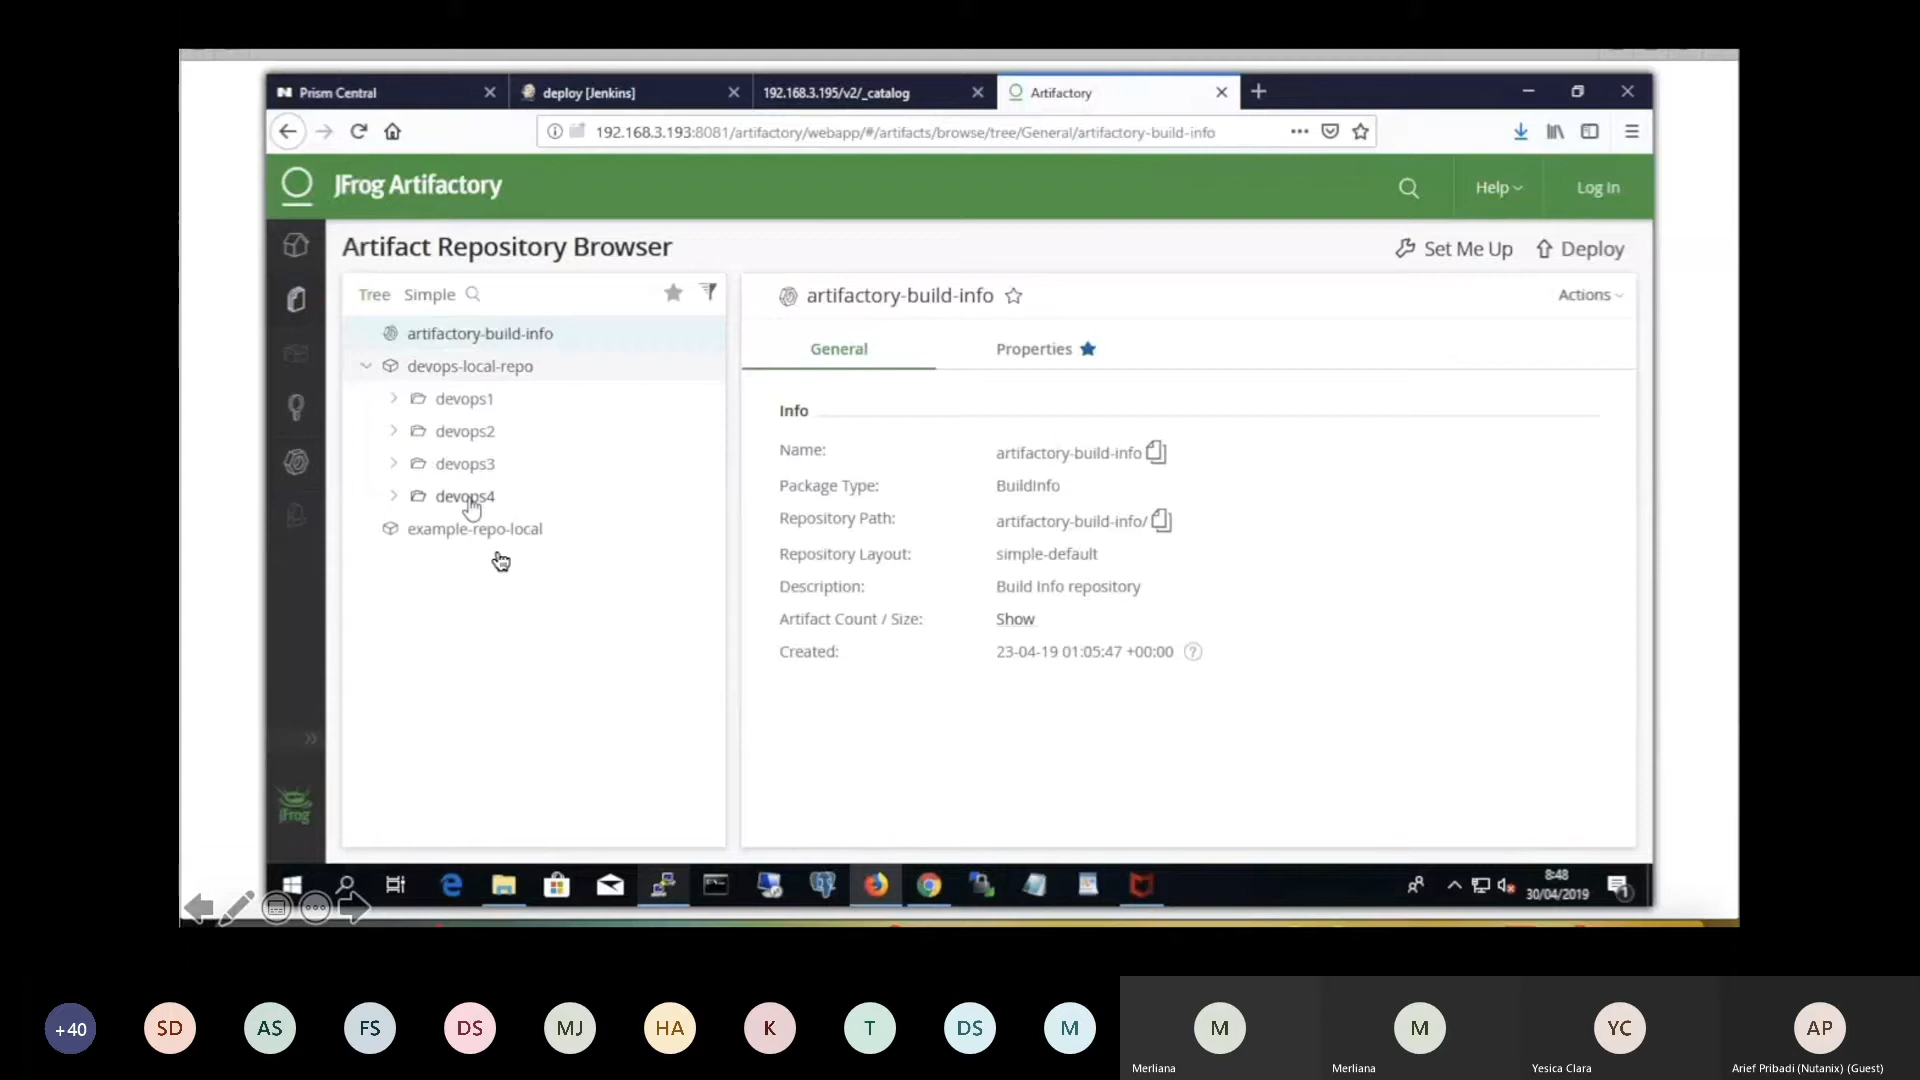 Prism Central
deploy [Jenkins]
192.168.3.195/v2/_catalog
Artifactory
192.168.3.193:8081/artifactory/webapp/#/artifacts/browse/tree/General/artifactory-build-info
JFrog Artifactory
Help
Log In
Artifact Repository Browser
Set Me Up
Deploy
Tree Simple
artifactory-build-info
Actions
artifactory-build-info
devops-local-repo
General
Properties
devops1
devops2
devops3
devops4
example-repo-local
Info
Name: artifactory-build-info
Package Type: BuildInfo
Repository Path: artifactory-build-info/
Repository Layout: simple-default
Description: Build Info repository
Artifact Count / Size: Show
Created: 23-04-19 01:05:47 +00:00
JFrog
8:48
30/04/2019
1
+40
SD
AS
FS
DS
MJ
HA
K
T
DS
M
M
M
YC
AP
Merliana
Merliana
Yesica Clara
Arief Pribadi (Nutanix) (Guest)